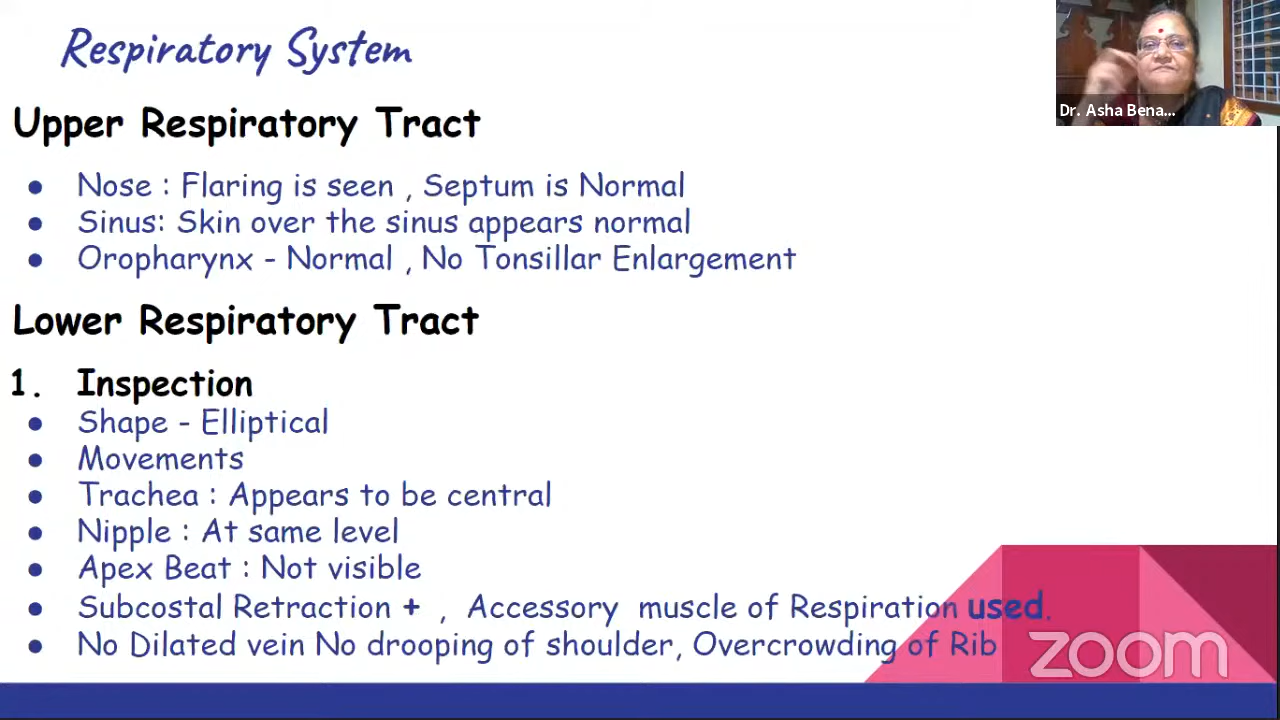 Respiratory System
Dr. Asha Bena...
Upper Respiratory Tract
● Nose : Flaring is seen , Septum is Normal
● Sinus: Skin over the sinus appears normal
● Oropharynx - Normal , No Tonsillar Enlargement
Lower Respiratory Tract
1. Inspection
● Shape - Elliptical
● Movements
● Trachea : Appears to be central
● Nipple : At same level
● Apex Beat : Not visible
● Subcostal Retraction + , Accessory muscle of Respiration used.
● No Dilated vein No drooping of shoulder, Overcrowding of Rib
zoom